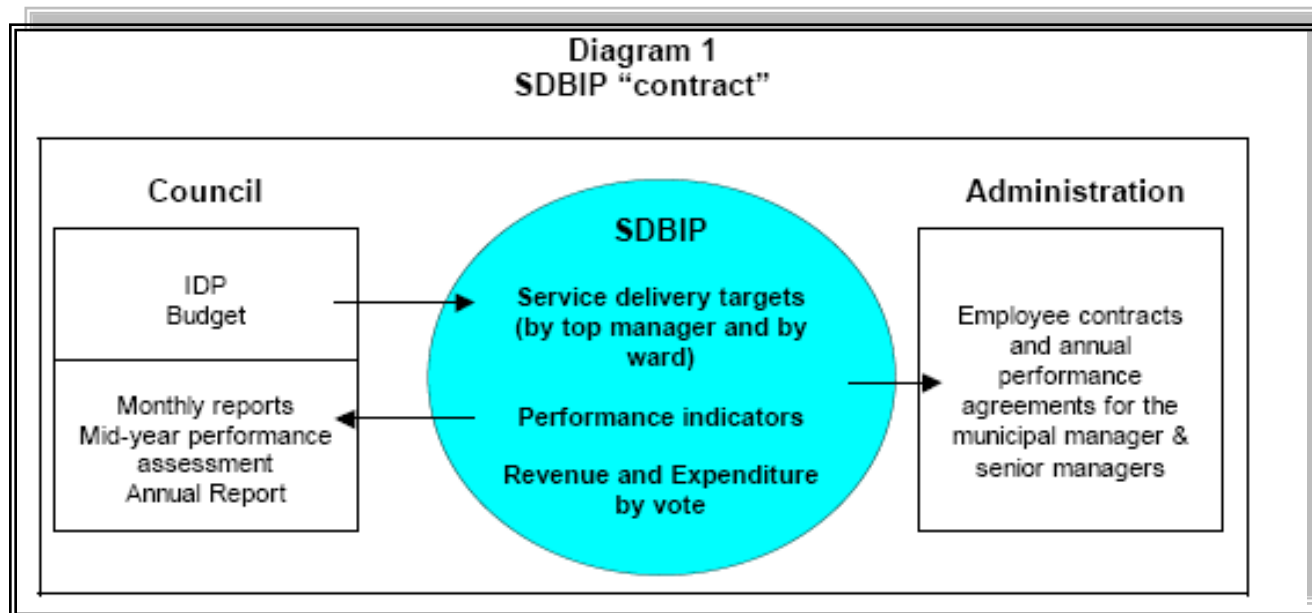 Diagram 1
SDBIP “contract”
Council
IDP
Budget
Monthly reports
Mid-year performance
assessment
Annual Report
SDBIP
Service delivery targets
(by top manager and by
ward)
Performance indicators
Revenue and Expenditure
by vote
Administration
Employee contracts
and annual
performance
agreements for the
municipal manager &
senior managers